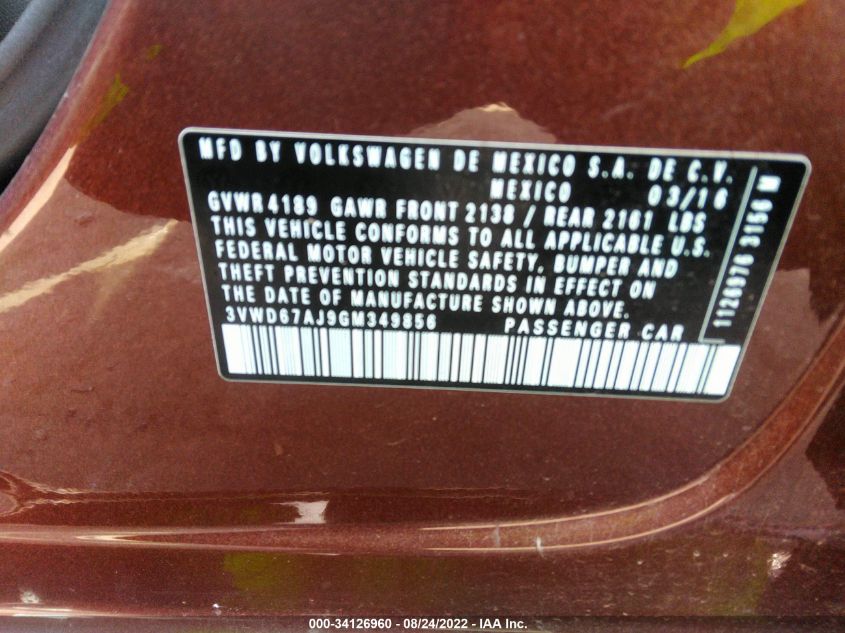 MFD BY VOLKSWAGEN DE MEXICO S.A. DE C.V.
MEXICO 03/16
GVWR 4189 GAWR FRONT 2138 / REAR 2161 LBS
THIS VEHICLE CONFORMS TO ALL APPLICABLE U.S.
FEDERAL MOTOR VEHICLE SAFETY, BUMPER AND
THEFT PREVENTION STANDARDS IN EFFECT ON
THE DATE OF MANUFACTURE SHOWN ABOVE.
3VWD67AJ9GM349856 PASSENGER CAR
1126976 3156 M
000-34126960 - 08/24/2022 - IAA Inc.